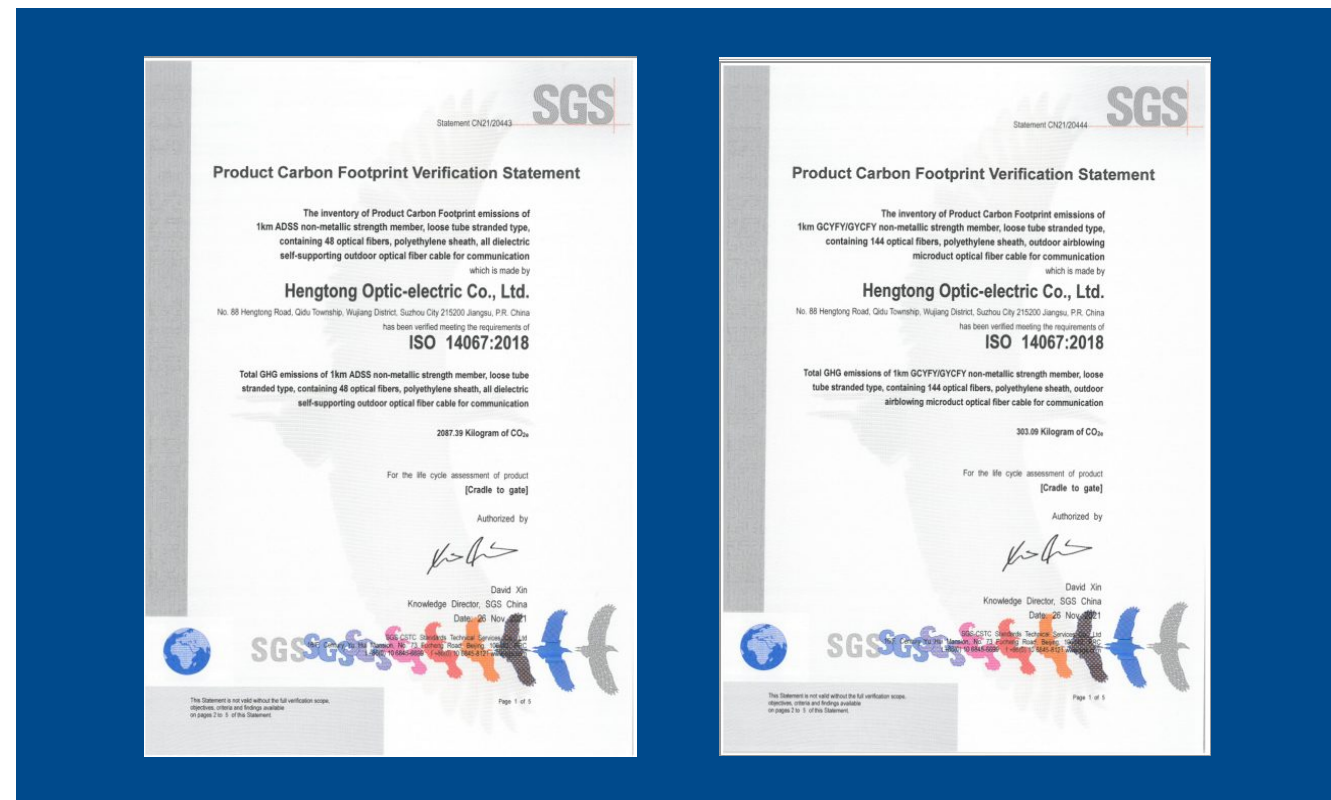 SGS
Statement CN21/20443
Product Carbon Footprint Verification Statement
The inventory of Product Carbon Footprint emissions of
1km ADSS non-metallic strength member, loose tube stranded type,
containing 48 optical fibers, polyethylene sheath, all dielectric
self-supporting outdoor optical fiber cable for communication
which is made by
Hengtong Optic-electric Co., Ltd.
No. 88 Hengtong Road, Qidu Township, Wujiang District, Suzhou City 215200 Jiangsu, P.R. China
has been verified meeting the requirements of
ISO 14067:2018
Total GHG emissions of 1km ADSS non-metallic strength member, loose tube
stranded type, containing 48 optical fibers, polyethylene sheath, all dielectric
self-supporting outdoor optical fiber cable for communication
2087.39 Kilogram of CO2e
For the life cycle assessment of product
[Cradle to gate]
Authorized by
David Xin
Knowledge Director, SGS China
Date: 26 Nov 2021
SGS-CSTC Standards Technical Services Co., Ltd
SGS
This Statement is not valid without the full verification scope,
objectives, criteria and findings available
on pages 2 to 5 of this Statement.
Page 1 of 5
SGS
Statement CN21/20444
Product Carbon Footprint Verification Statement
The inventory of Product Carbon Footprint emissions of
1km GCYFY/GYCFY non-metallic strength member, loose tube stranded type,
containing 144 optical fibers, polyethylene sheath, outdoor airblowing
microduct optical fiber cable for communication
which is made by
Hengtong Optic-electric Co., Ltd.
No. 88 Hengtong Road, Qidu Township, Wujiang District, Suzhou City 215200 Jiangsu, P.R. China
has been verified meeting the requirements of
ISO 14067:2018
Total GHG emissions of 1km GCYFY/GYCFY non-metallic strength member, loose
tube stranded type, containing 144 optical fibers, polyethylene sheath, outdoor
airblowing microduct optical fiber cable for communication
303.09 Kilogram of CO2e
For the life cycle assessment of product
[Cradle to gate]
Authorized by
David Xin
Knowledge Director, SGS China
Date: 26 Nov 2021
SGS-CSTC Standards Technical Services Co., Ltd
SGS
This Statement is not valid without the full verification scope,
objectives, criteria and findings available
on pages 2 to 5 of this Statement.
Page 1 of 5